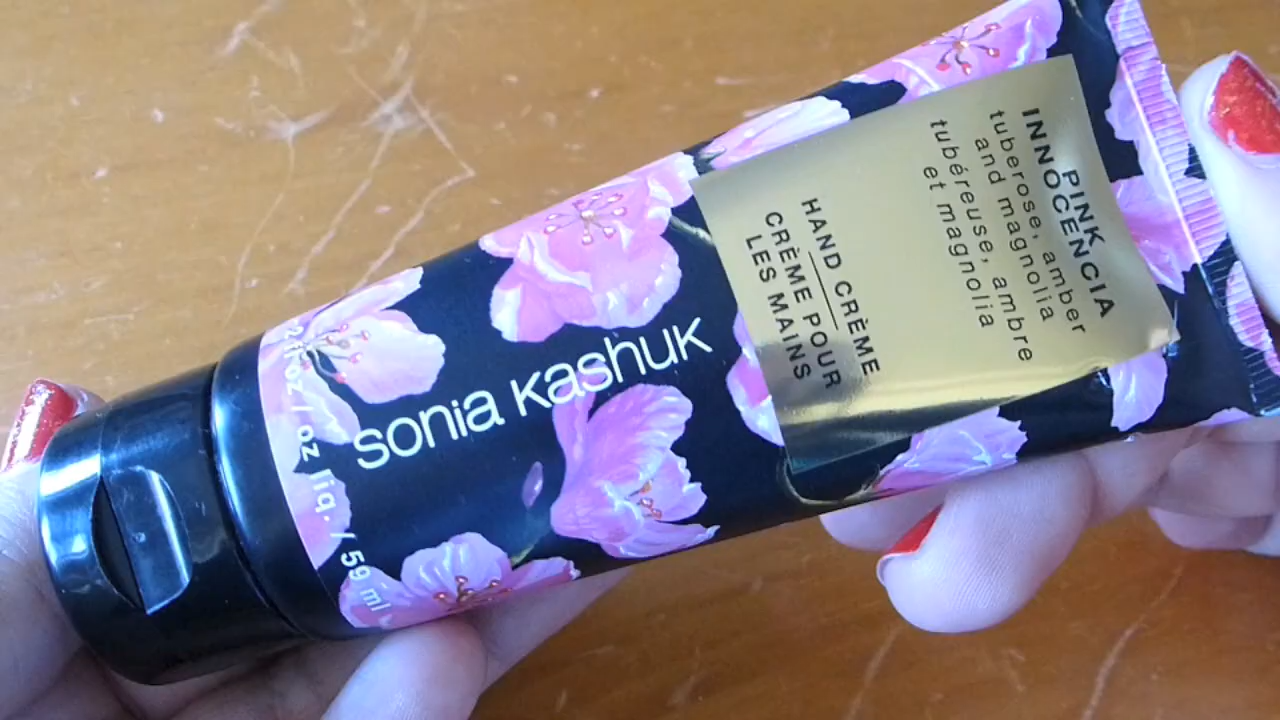 PINK
INNOCENCIA
tuberose, amber
and magnolia
tubéreuse, ambre
et magnolia
HAND CRÈME
CRÈME POUR
LES MAINS
sonia kashuk
2 fl oz / oz liq. / 59 ml